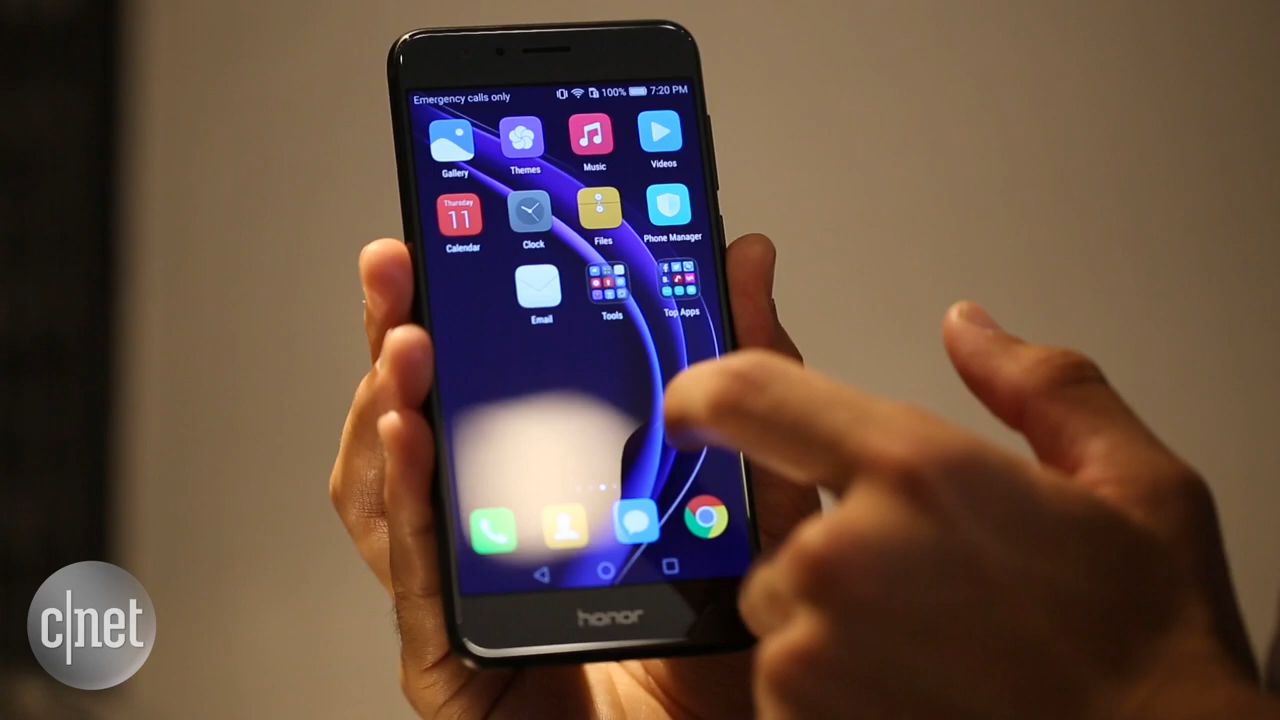 Emergency calls only 100% 7:20 PM
Gallery Themes Music Videos
Thursday
11
Calendar Clock Files Phone Manager
Email Tools Top Apps
honor
c|net